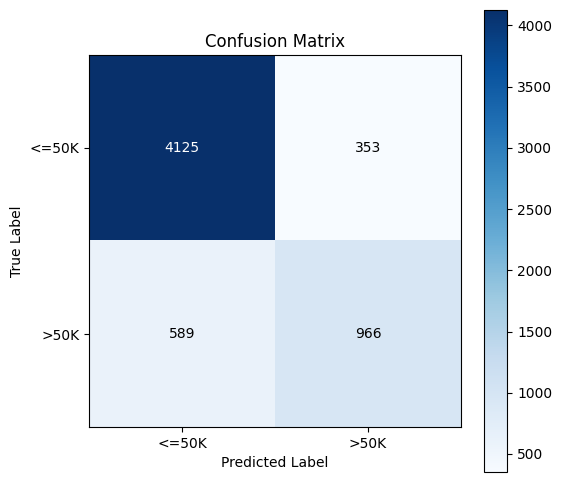 Confusion Matrix
True Label
<=50K
4125
353
>50K
589
966
<=50K
>50K
Predicted Label
4000
3500
3000
2500
2000
1500
1000
500